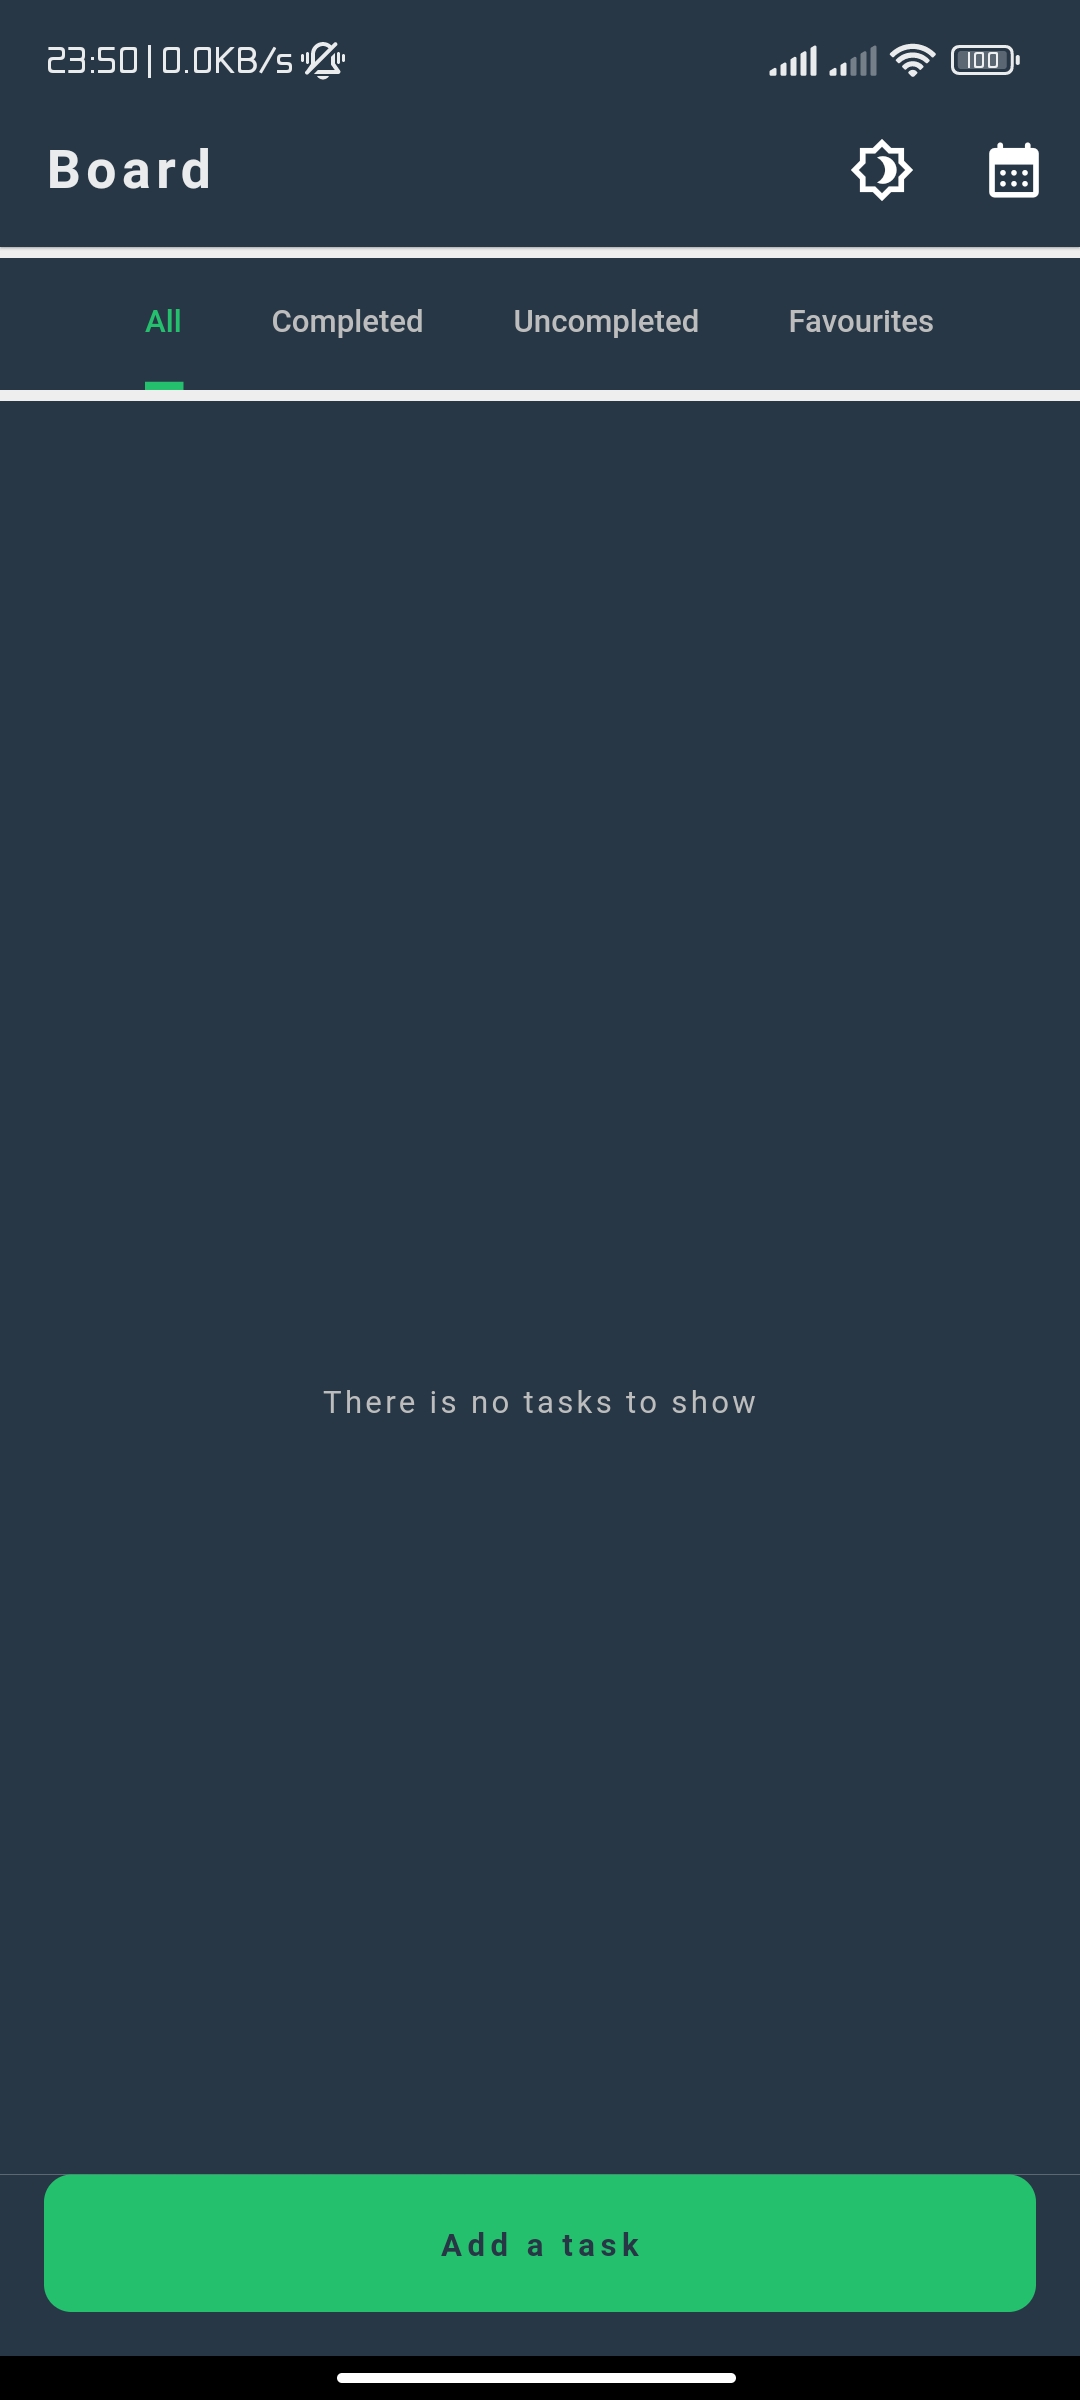 23:50 | 0.0KB/s 100
Board
All Completed Uncompleted Favourites
There is no tasks to show
Add a task